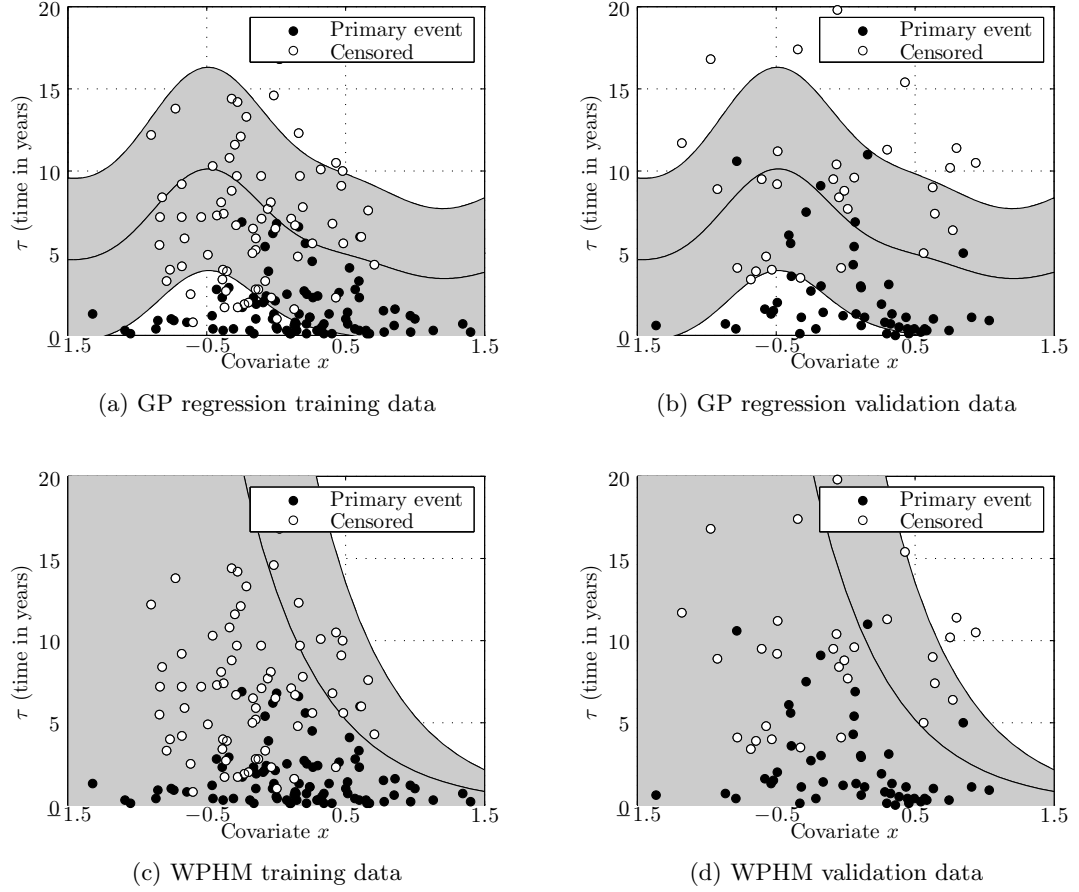 20
15
10
5
0
τ (time in years)
Primary event
Censored
−1.5
−0.5
0.5
1.5
Covariate x
(a) GP regression training data
20
15
10
5
0
τ (time in years)
Primary event
Censored
−1.5
−0.5
0.5
1.5
Covariate x
(b) GP regression validation data
20
15
10
5
0
τ (time in years)
Primary event
Censored
−1.5
−0.5
0.5
1.5
Covariate x
(c) WPHM training data
20
15
10
5
0
τ (time in years)
Primary event
Censored
−1.5
−0.5
0.5
1.5
Covariate x
(d) WPHM validation data